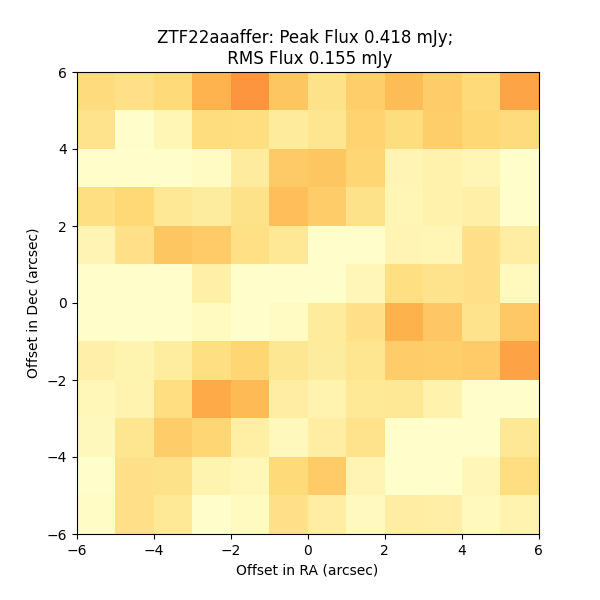 ZTF22aaaffer: Peak Flux 0.418 mJy;
RMS Flux 0.155 mJy
6
4
2
0
−2
−4
−6
Offset in Dec (arcsec)
−6 −4 −2 0 2 4 6
Offset in RA (arcsec)